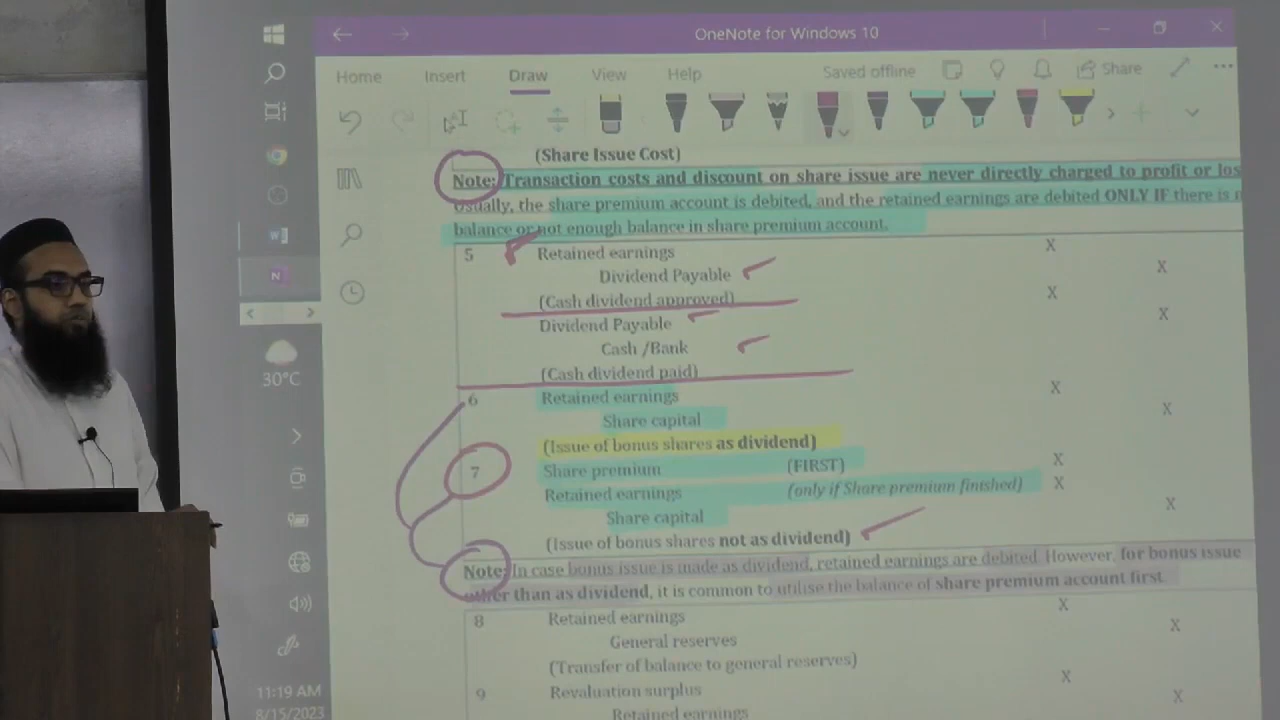 OneNote for Windows 10
Home Insert Draw View Help Saved offline Share
(Share Issue Cost)
Note: Transaction costs and discount on share issue are never directly charged to profit or los
Usually, the share premium account is debited, and the retained earnings are debited ONLY IF there is n
balance or not enough balance in share premium account.
5 Retained earnings X
Dividend Payable X
(Cash dividend approved) X
Dividend Payable X
Cash /Bank
(Cash dividend paid)
6 Retained earnings X
Share capital X
(Issue of bonus shares as dividend)
7 Share premium (FIRST) X
Retained earnings (only if Share premium finished) X
Share capital X
(Issue of bonus shares not as dividend)
Note: In case bonus issue is made as dividend, retained earnings are debited. However, for bonus issue
other than as dividend, it is common to utilise the balance of share premium account first.
8 Retained earnings X
General reserves X
(Transfer of balance to general reserves)
9 Revaluation surplus X
Retained earnings X
30°C
11:19 AM
8/15/2023